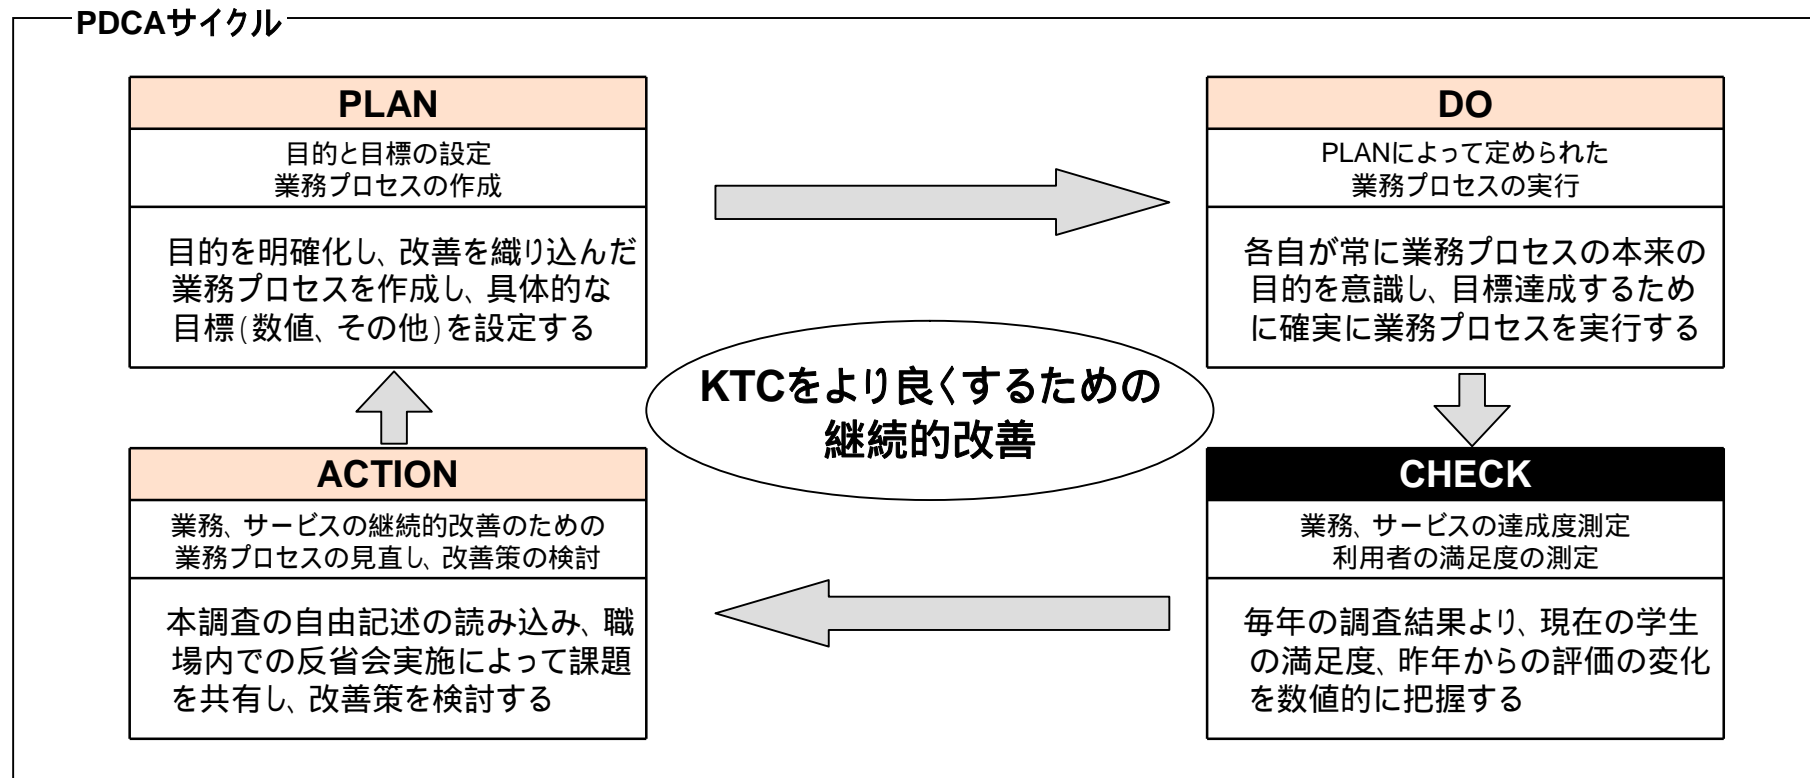 PDCAサイクル
PLAN
目的と目標の設定
業務プロセスの作成
目的を明確化し、改善を織り込んだ
業務プロセスを作成し、具体的な
目標(数値、その他)を設定する
DO
PLANによって定められた
業務プロセスの実行
各自が常に業務プロセスの本来の
目的を意識し、目標達成するため
に確実に業務プロセスを実行する
KTCをより良くするための
継続的改善
ACTION
業務、サービスの継続的改善のための
業務プロセスの見直し、改善策の検討
本調査の自由記述の読み込み、職
場内での反省会実施によって課題
を共有し、改善策を検討する
CHECK
業務、サービスの達成度測定
利用者の満足度の測定
毎年の調査結果より、現在の学生
の満足度、昨年からの評価の変化
を数値的に把握する